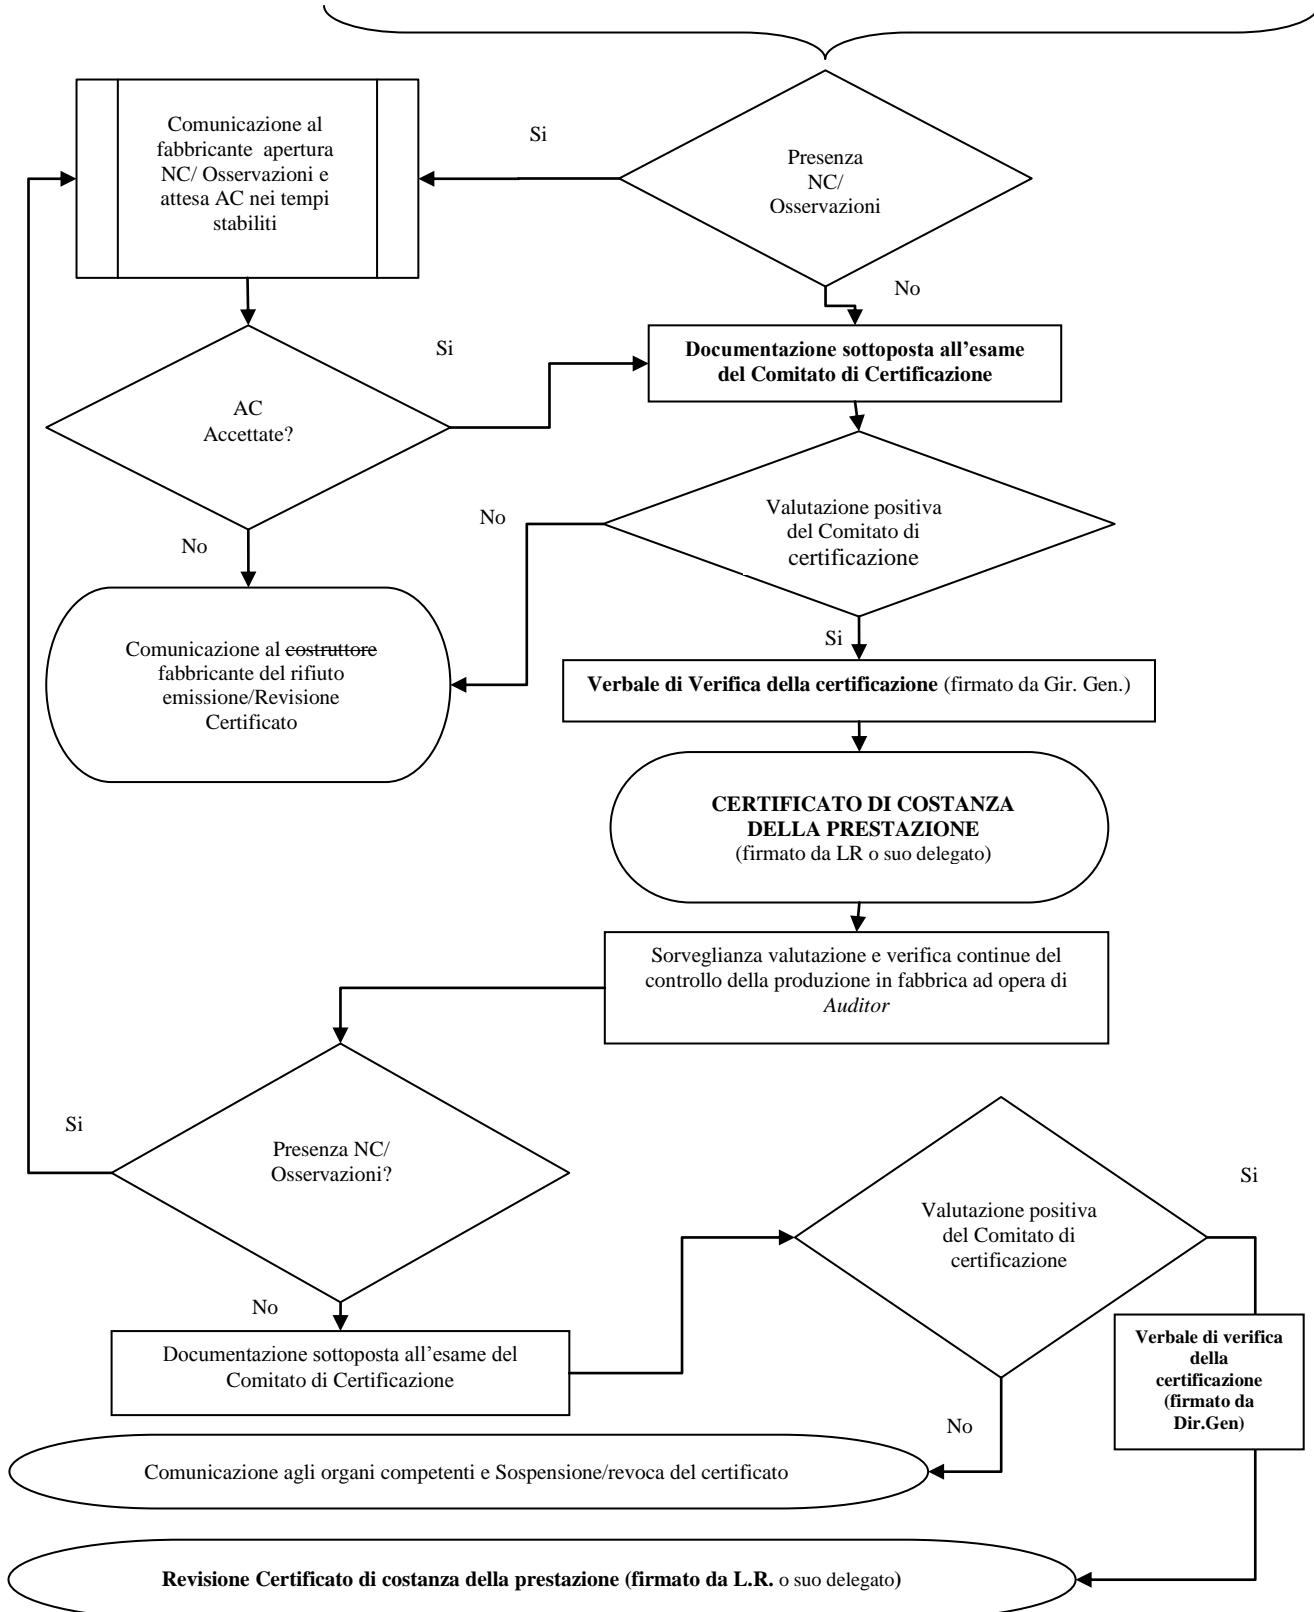 Comunicazione al
fabbricante apertura
NC/ Osservazioni e
attesa AC nei tempi
stabiliti
Si
Presenza
NC/
Osservazioni
No
Si
Documentazione sottoposta all’esame
del Comitato di Certificazione
AC
Accettate?
No
Valutazione positiva
del Comitato di
certificazione
No
Si
Comunicazione al costruttore
fabbricante del rifiuto
emissione/Revisione
Certificato
Verbale di Verifica della certificazione (firmato da Gir. Gen.)
CERTIFICATO DI COSTANZA
DELLA PRESTAZIONE
(firmato da LR o suo delegato)
Sorveglianza valutazione e verifica continue del
controllo della produzione in fabbrica ad opera di
Auditor
Si
Presenza NC/
Osservazioni?
Si
Valutazione positiva
del Comitato di
certificazione
No
Documentazione sottoposta all’esame del
Comitato di Certificazione
Verbale di verifica
della
certificazione
(firmato da
Dir.Gen)
No
Comunicazione agli organi competenti e Sospensione/revoca del certificato
Revisione Certificato di costanza della prestazione (firmato da L.R. o suo delegato)